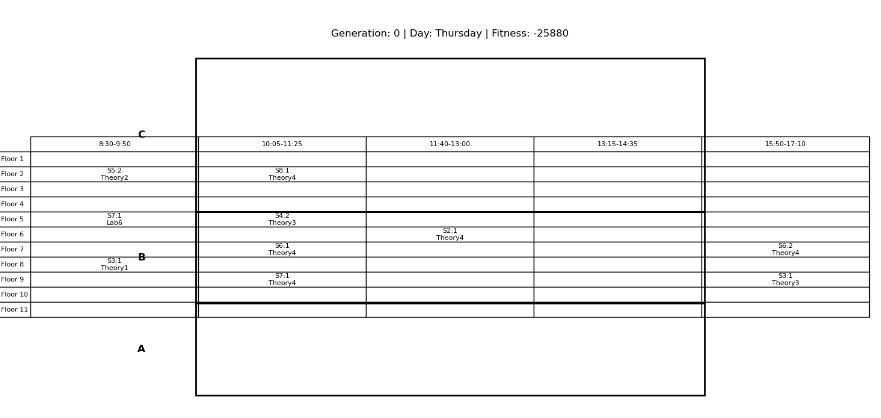 Generation: 0 | Day: Thursday | Fitness: -25880
C
8:30-9:50 10:05-11:25 11:40-13:00 13:15-14:35 15:50-17:10
Floor 1
Floor 2 S5:2 Theory2 S8:1 Theory4
Floor 3
Floor 4
Floor 5 S7:1 Lab6 S4:2 Theory3
Floor 6 S2:1 Theory4
Floor 7 S6:1 Theory4 S6:2 Theory4
B
Floor 8 S3:1 Theory1
Floor 9 S7:1 Theory4 S3:1 Theory3
Floor 10
Floor 11
A